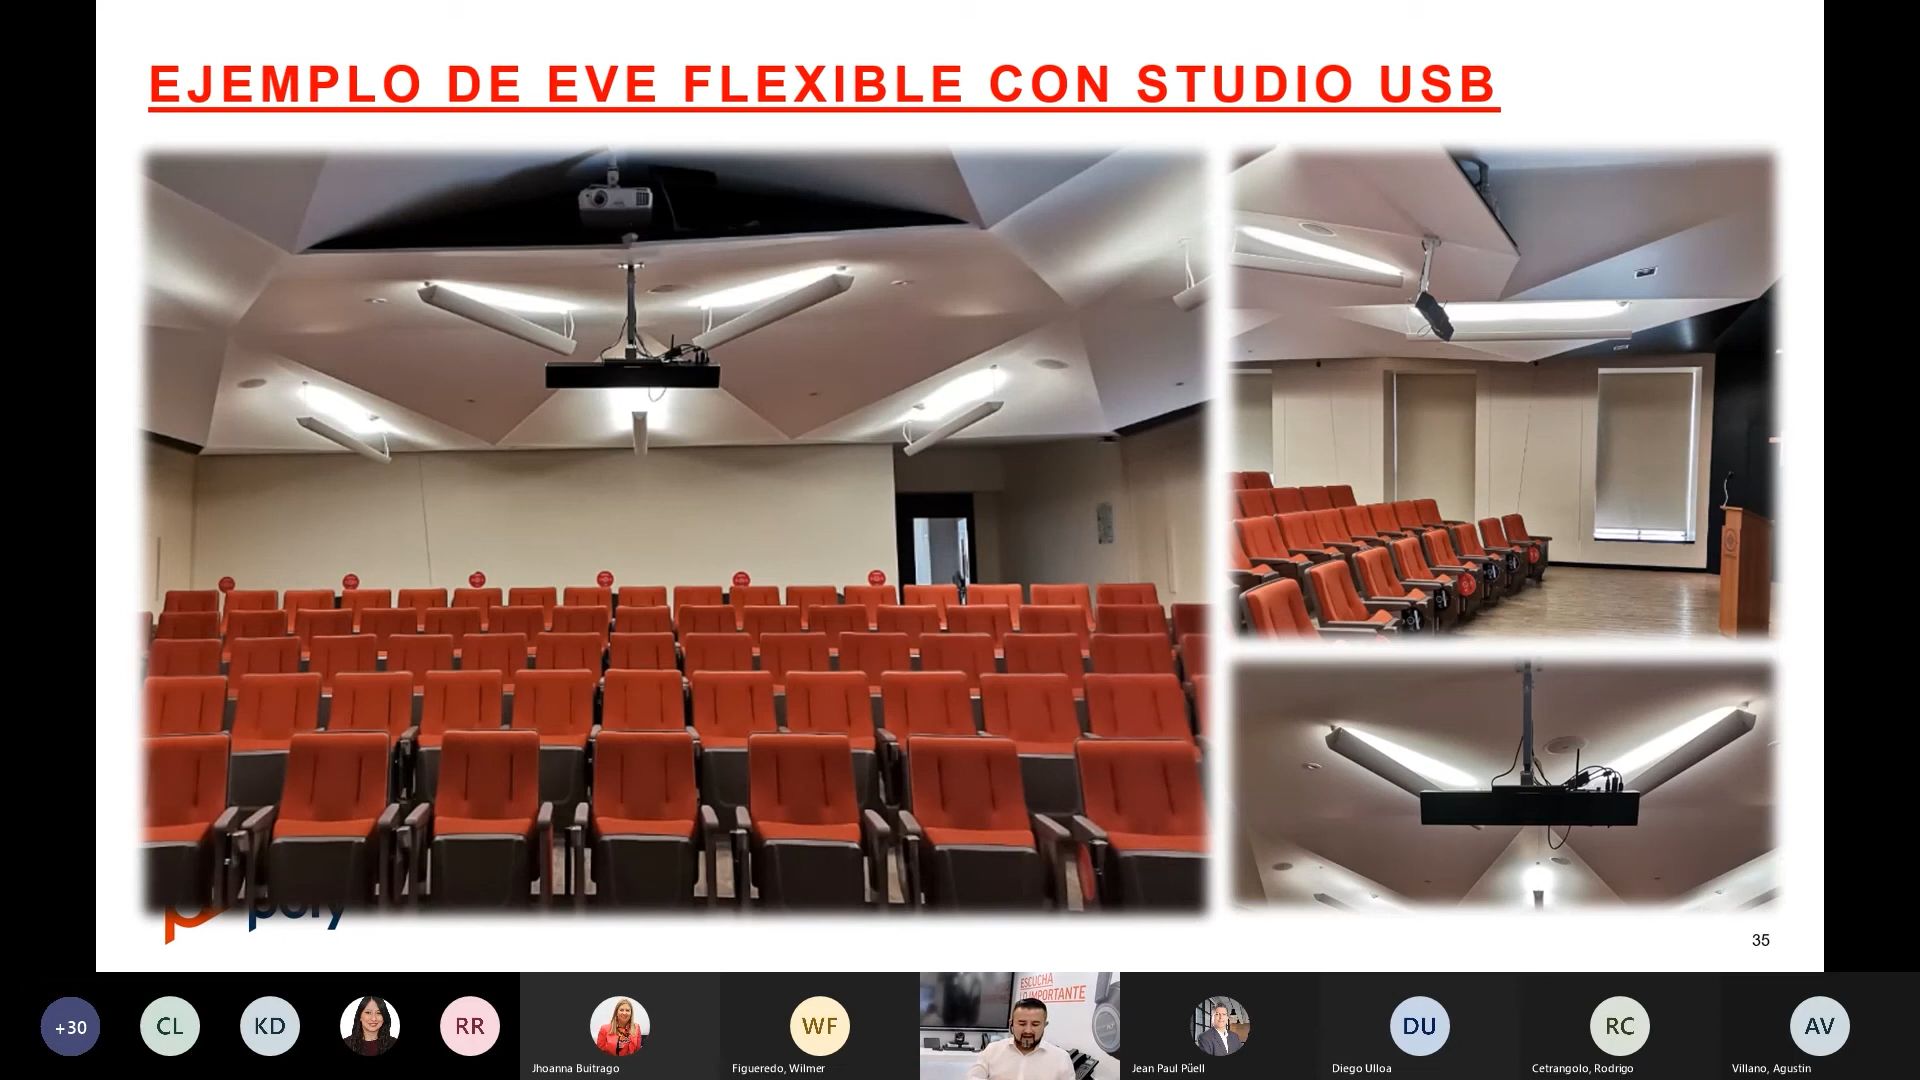 EJEMPLO DE EVE FLEXIBLE CON STUDIO USB
poly
35
ESCUCHA
LO IMPORTANTE
+30
CL
KD
RR
WF
DU
RC
AV
Jhoanna Buitrago
Figueredo, Wilmer
Jean Paul Püell
Diego Ulloa
Cetrangolo, Rodrigo
Villano, Agustin